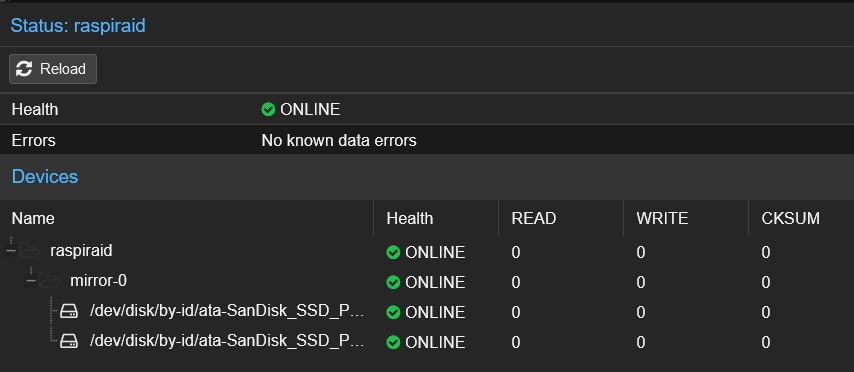 Status: raspiraid
Reload
Health ONLINE
Errors No known data errors
Devices
Name Health READ WRITE CKSUM
raspiraid ONLINE 0 0 0
mirror-0 ONLINE 0 0 0
/dev/disk/by-id/ata-SanDisk_SSD_P... ONLINE 0 0 0
/dev/disk/by-id/ata-SanDisk_SSD_P... ONLINE 0 0 0